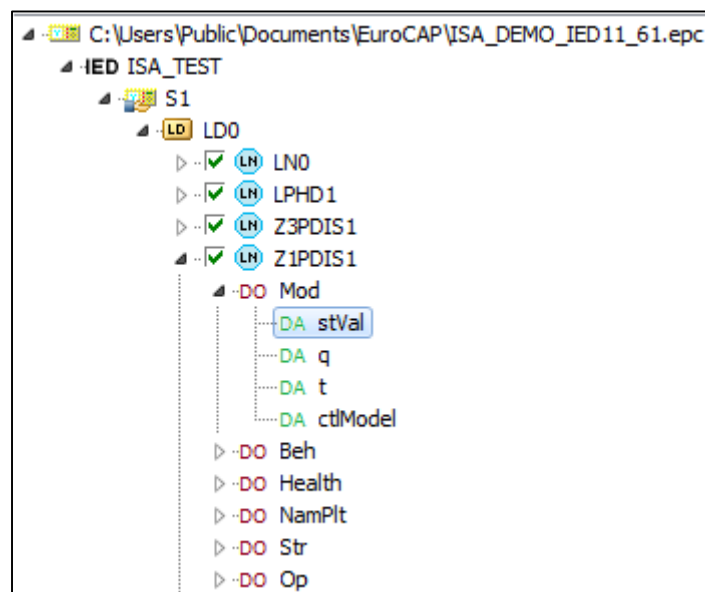 C:\Users\Public\Documents\EuroCAP\ISA_DEMO_IED11_61.epc
IED ISA_TEST
S1
LD LD0
LN LN0
LN LPHD1
LN Z3PDIS1
LN Z1PDIS1
DO Mod
DA stVal
DA q
DA t
DA ctlModel
DO Beh
DO Health
DO NamPlt
DO Str
DO Op